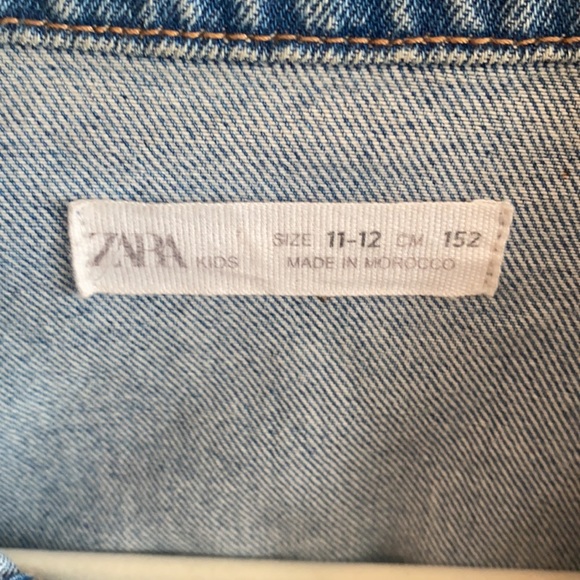 ZARA KIDS SIZE 11-12 CM 152
MADE IN MOROCCO